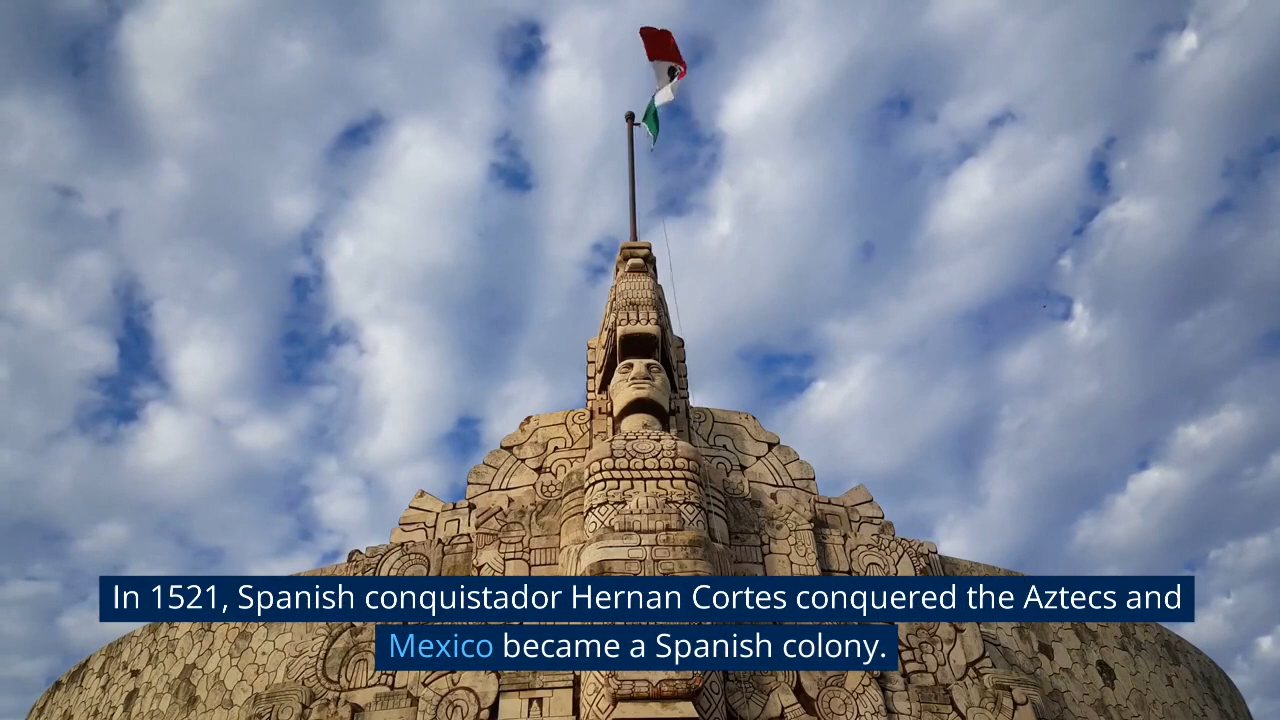 In 1521, Spanish conquistador Hernan Cortes conquered the Aztecs and
Mexico became a Spanish colony.